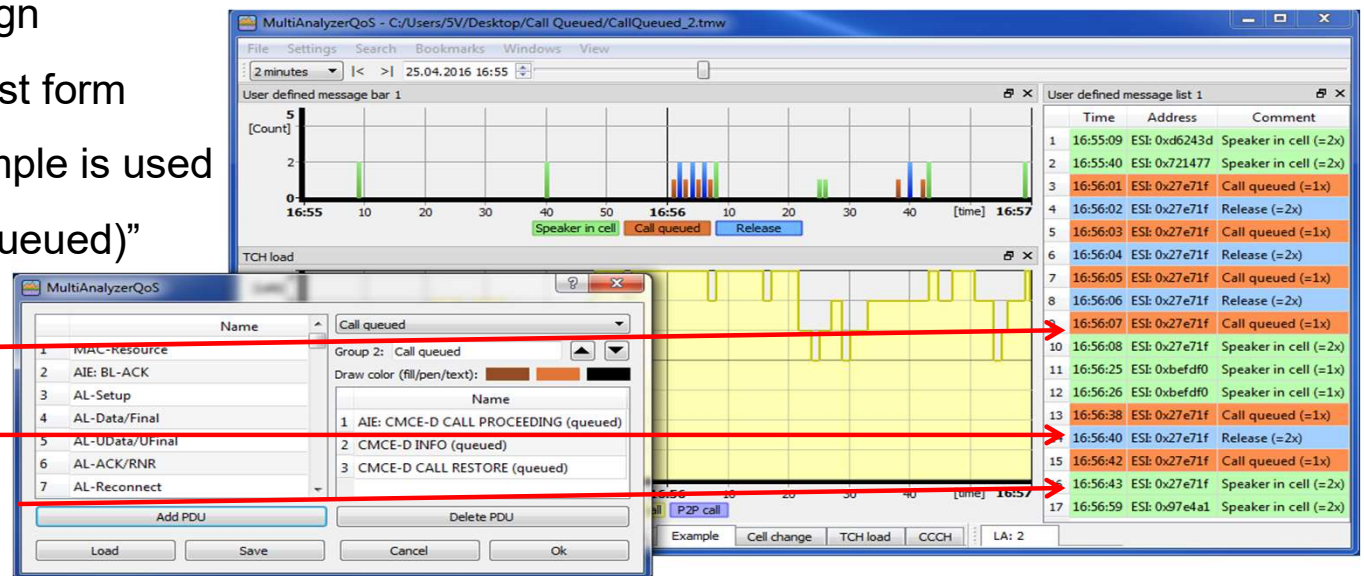 gn
st form
mple is used
ueued)”
MultiAnalyzerQoS - C:/Users/5V/Desktop/Call Queued/CallQueued_2.tmw
File Settings Search Bookmarks Windows View
2 minutes |< >| 25.04.2016 16:55
User defined message bar 1
5
[Count]
2
0
16:55 10 20 30 40 50 16:56 10 20 30 40 [time] 16:57
Speaker in cell Call queued Release
TCH load
16:56 10 20 30 40 [time] 16:57
all P2P call
Example Cell change TCH load CCCH LA: 2
User defined message list 1
Time Address Comment
1 16:55:09 ESI: 0xd6243d Speaker in cell (=2x)
2 16:55:40 ESI: 0x721477 Speaker in cell (=2x)
3 16:56:01 ESI: 0x27e71f Call queued (=1x)
4 16:56:02 ESI: 0x27e71f Release (=2x)
5 16:56:03 ESI: 0x27e71f Call queued (=1x)
6 16:56:04 ESI: 0x27e71f Release (=2x)
7 16:56:05 ESI: 0x27e71f Call queued (=1x)
8 16:56:06 ESI: 0x27e71f Release (=2x)
16:56:07 ESI: 0x27e71f Call queued (=1x)
10 16:56:08 ESI: 0x27e71f Speaker in cell (=2x)
11 16:56:25 ESI: 0xbefdf0 Speaker in cell (=1x)
12 16:56:26 ESI: 0xbefdf0 Speaker in cell (=1x)
13 16:56:38 ESI: 0x27e71f Call queued (=1x)
16:56:40 ESI: 0x27e71f Release (=2x)
15 16:56:42 ESI: 0x27e71f Call queued (=1x)
16:56:43 ESI: 0x27e71f Speaker in cell (=2x)
17 16:56:59 ESI: 0x97e4a1 Speaker in cell (=2x)
MultiAnalyzerQoS
Name
1 MAC-Resource
2 AIE: BL-ACK
3 AL-Setup
4 AL-Data/Final
5 AL-UData/UFinal
6 AL-ACK/RNR
7 AL-Reconnect
Call queued
Group 2: Call queued
Draw color (fill/pen/text):
Name
1 AIE: CMCE-D CALL PROCEEDING (queued)
2 CMCE-D INFO (queued)
3 CMCE-D CALL RESTORE (queued)
Add PDU Delete PDU
Load Save Cancel Ok